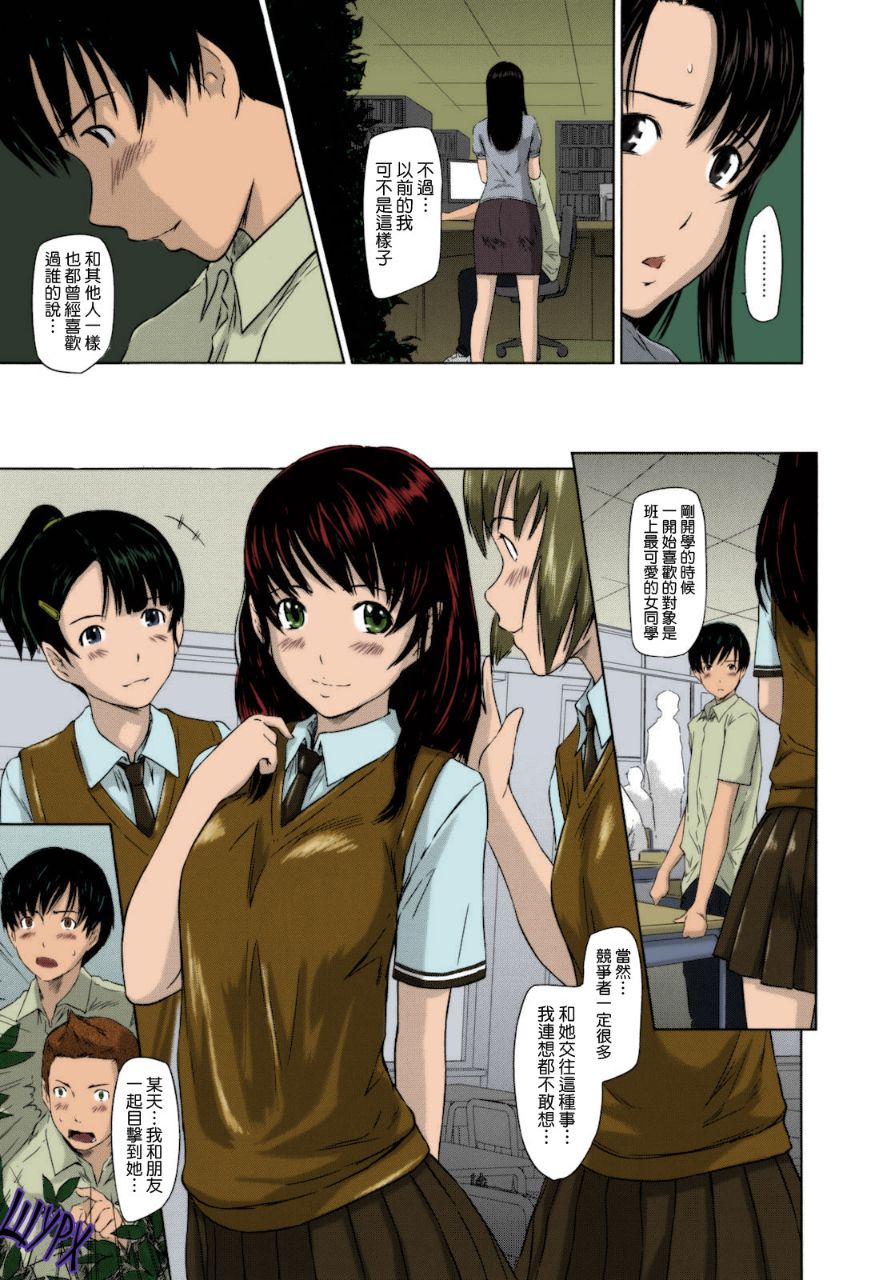 ………
不過…
以前的我
可不是這樣子
和其他人一樣
也都曾經喜歡
過誰的說…
剛開學的時候
一開始喜歡的對象是
班上最可愛的女同學
當然…
競爭者一定很多
和她交往這種事…
我連想都不敢想…
某天…我和朋友
一起目擊到她…
ШУРХ